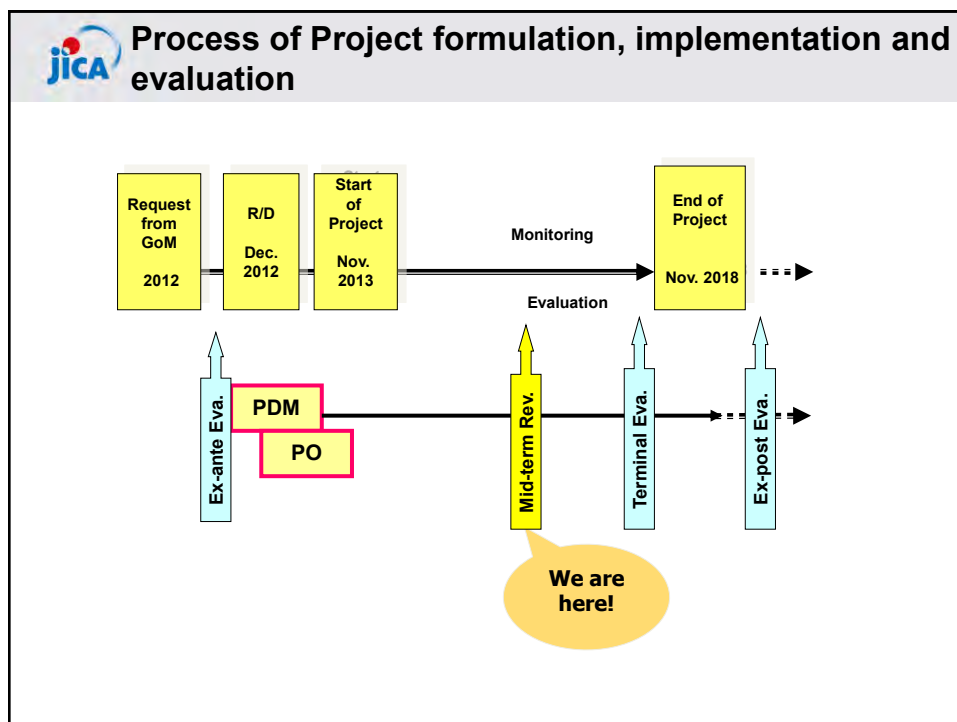 jICA
Process of Project formulation, implementation and
evaluation
Request
from
GoM
2012
R/D
Dec.
2012
Start
of
Project
Nov.
2013
Monitoring
Evaluation
End of
Project
Nov. 2018
Ex-ante Eva.
PDM
PO
Mid-term Rev.
Terminal Eva.
Ex-post Eva.
We are
here!